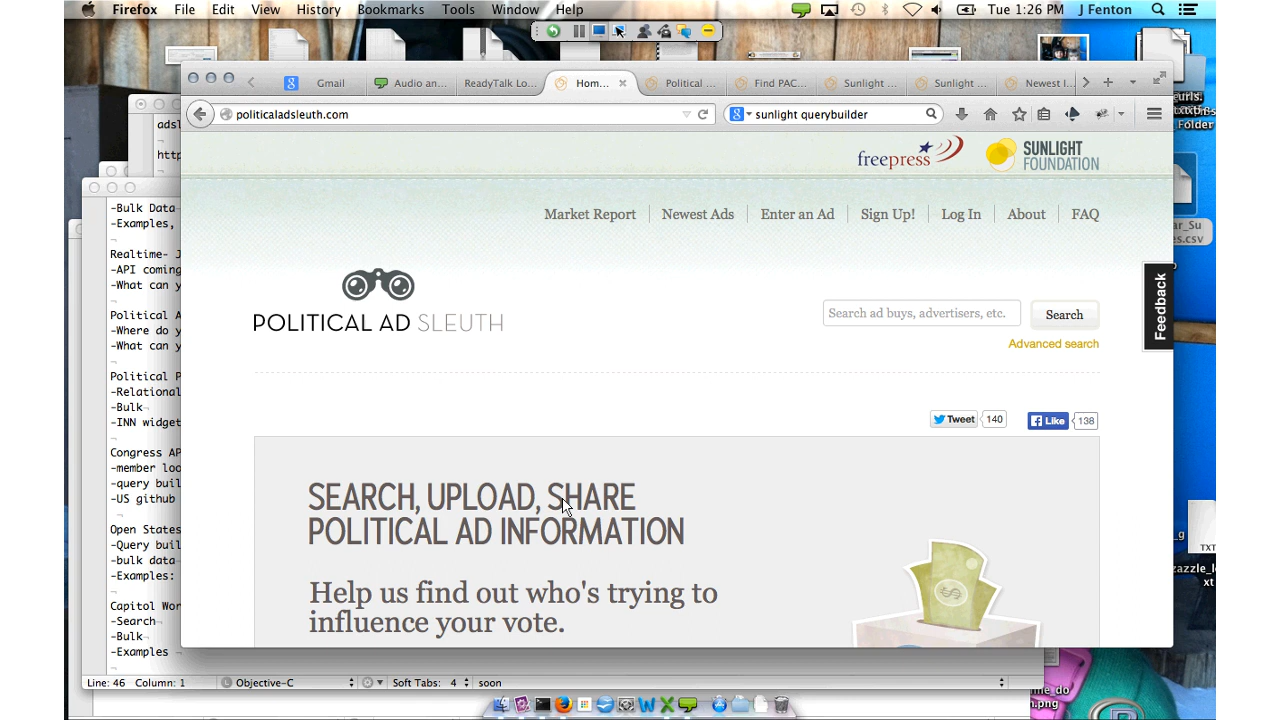 Firefox File Edit View History Bookmarks Tools Window Help Tue 1:26 PM J Fenton
Gmail Audio an... ReadyTalk Lo... Hom... Political ... Find PAC... Sunlight ... Sunlight ... Newest I...
politicaladsleuth.com sunlight querybuilder
freepress SUNLIGHT
FOUNDATION
Market Report Newest Ads Enter an Ad Sign Up! Log In About FAQ
POLITICAL AD SLEUTH
Search ad buys, advertisers, etc. Search
Advanced search
Feedback
Tweet 140 Like 138
SEARCH, UPLOAD, SHARE
POLITICAL AD INFORMATION
Help us find out who's trying to
influence your vote.
adsl
http
-Bulk Data
-Examples,
Realtime- J
-API coming
-What can y
Political A
-Where do y
-What can y
Political P
-Relational
-Bulk
-INN widget
Congress AP
-member loo
-query buil
-US github
Open States
-Query buil
-bulk data
-Examples:
Capitol Wor
-Search
-Bulk
-Examples
Line: 46 Column: 1 Objective-C Soft Tabs: 4 soon
urls.
Folder
ar_Su
es.csv
TXT
zazzle_lo
xt
me_do
.png